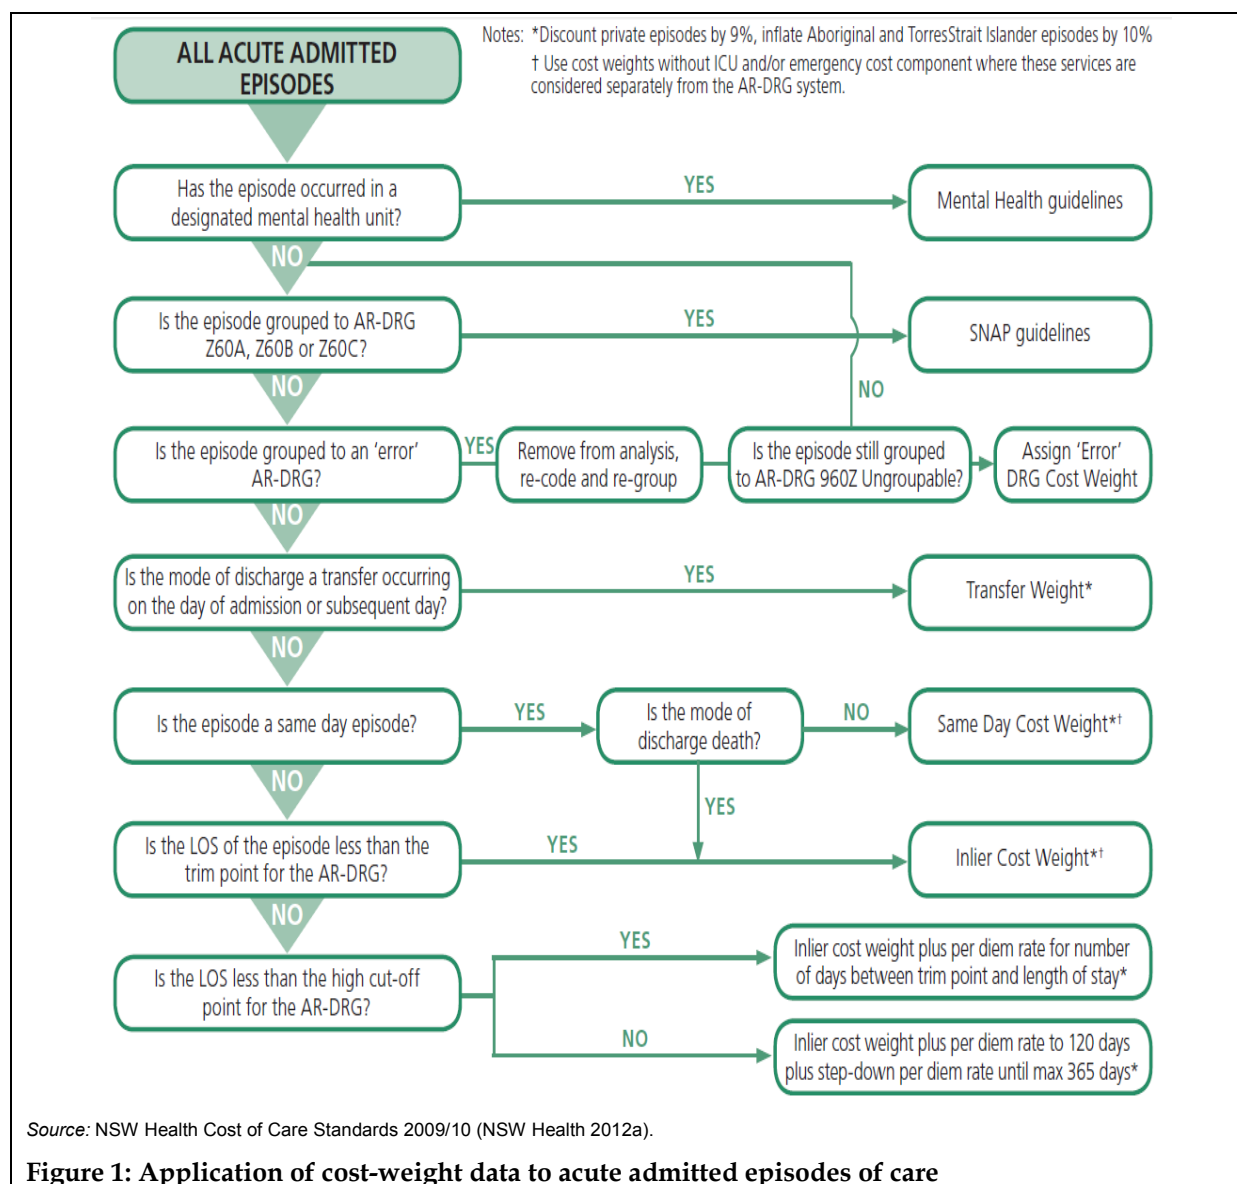 ALL ACUTE ADMITTED
EPISODES
Notes: *Discount private episodes by 9%, inflate Aboriginal and TorresStrait Islander episodes by 10%
† Use cost weights without ICU and/or emergency cost component where these services are
considered separately from the AR-DRG system.
Has the episode occurred in a
designated mental health unit?
YES
Mental Health guidelines
NO
Is the episode grouped to AR-DRG
Z60A, Z60B or Z60C?
YES
SNAP guidelines
NO
NO
Is the episode grouped to an ‘error’
AR-DRG?
YES
Remove from analysis,
re-code and re-group
Is the episode still grouped
to AR-DRG 960Z Ungroupable?
Assign ‘Error’
DRG Cost Weight
NO
Is the mode of discharge a transfer occurring
on the day of admission or subsequent day?
YES
Transfer Weight*
NO
Is the episode a same day episode?
YES
Is the mode of
discharge death?
NO
Same Day Cost Weight*†
NO
YES
Is the LOS of the episode less than the
trim point for the AR-DRG?
YES
Inlier Cost Weight*†
NO
Is the LOS less than the high cut-off
point for the AR-DRG?
YES
Inlier cost weight plus per diem rate for number
of days between trim point and length of stay*
NO
Inlier cost weight plus per diem rate to 120 days
plus step-down per diem rate until max 365 days*
Source: NSW Health Cost of Care Standards 2009/10 (NSW Health 2012a).
Figure 1: Application of cost-weight data to acute admitted episodes of care